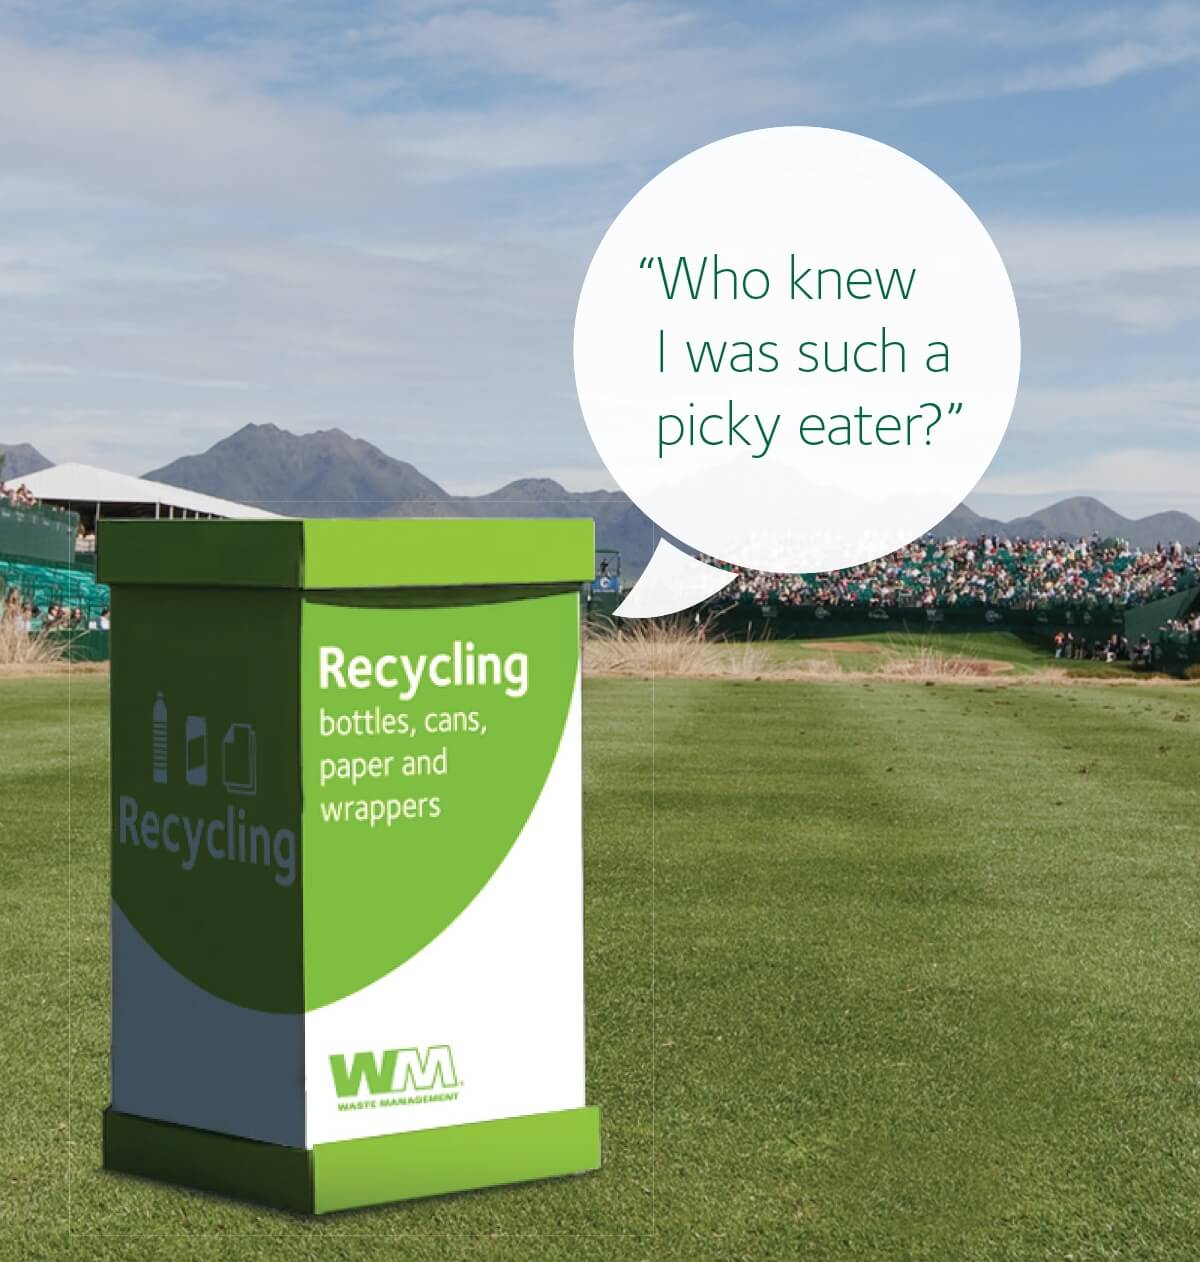 “Who knew
I was such a
picky eater?”
Recycling
bottles, cans,
paper and
wrappers
Recycling
WM
WASTE MANAGEMENT